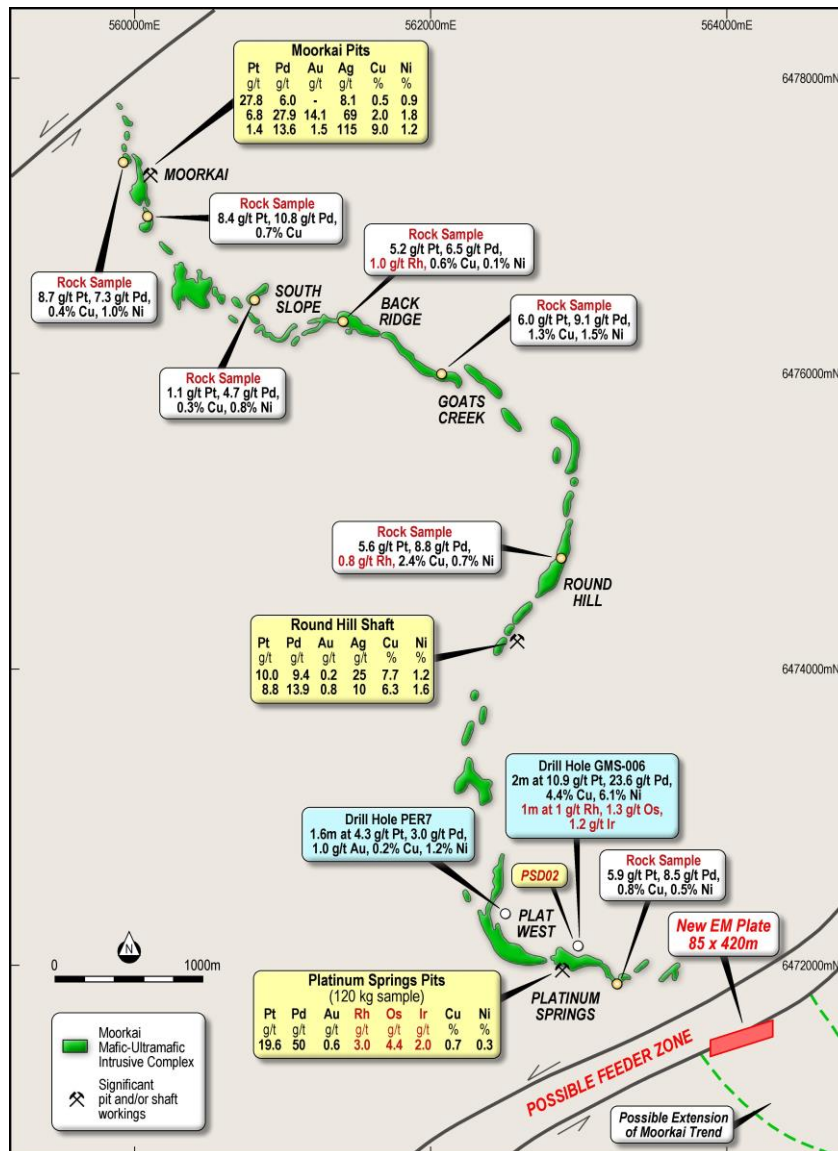 560000mE
562000mE
564000mE
Moorkai Pits
Pt Pd Au Ag Cu Ni
g/t g/t g/t g/t % %
27.8 6.0 - 8.1 0.5 0.9
6.8 27.9 14.1 69 2.0 1.8
1.4 13.6 1.5 115 9.0 1.2
6478000mN
MOORKAI
Rock Sample
8.4 g/t Pt, 10.8 g/t Pd,
0.7% Cu
Rock Sample
8.7 g/t Pt, 7.3 g/t Pd,
0.4% Cu, 1.0% Ni
SOUTH
SLOPE
Rock Sample
5.2 g/t Pt, 6.5 g/t Pd,
1.0 g/t Rh, 0.6% Cu, 0.1% Ni
BACK
RIDGE
Rock Sample
6.0 g/t Pt, 9.1 g/t Pd,
1.3% Cu, 1.5% Ni
6476000mN
Rock Sample
1.1 g/t Pt, 4.7 g/t Pd,
0.3% Cu, 0.8% Ni
GOATS
CREEK
Rock Sample
5.6 g/t Pt, 8.8 g/t Pd,
0.8 g/t Rh, 2.4% Cu, 0.7% Ni
ROUND
HILL
Round Hill Shaft
Pt Pd Au Ag Cu Ni
g/t g/t g/t g/t % %
10.0 9.4 0.2 25 7.7 1.2
8.8 13.9 0.8 10 6.3 1.6
6474000mN
Drill Hole GMS-006
2m at 10.9 g/t Pt, 23.6 g/t Pd,
4.4% Cu, 6.1% Ni
1m at 1 g/t Rh, 1.3 g/t Os,
1.2 g/t Ir
Drill Hole PER7
1.6m at 4.3 g/t Pt, 3.0 g/t Pd,
1.0 g/t Au, 0.2% Cu, 1.2% Ni
PSD02
Rock Sample
5.9 g/t Pt, 8.5 g/t Pd,
0.8% Cu, 0.5% Ni
PLAT
WEST
New EM Plate
85 x 420m
6472000mN
PLATINUM
SPRINGS
Platinum Springs Pits
(120 kg sample)
Pt Pd Au Rh Os Ir Cu Ni
g/t g/t g/t g/t g/t g/t % %
19.6 50 0.6 3.0 4.4 2.0 0.7 0.3
N
0 1000m
Moorkai
Mafic-Ultramafic
Intrusive Complex
Significant
pit and/or shaft
workings
POSSIBLE FEEDER ZONE
Possible Extension
of Moorkai Trend